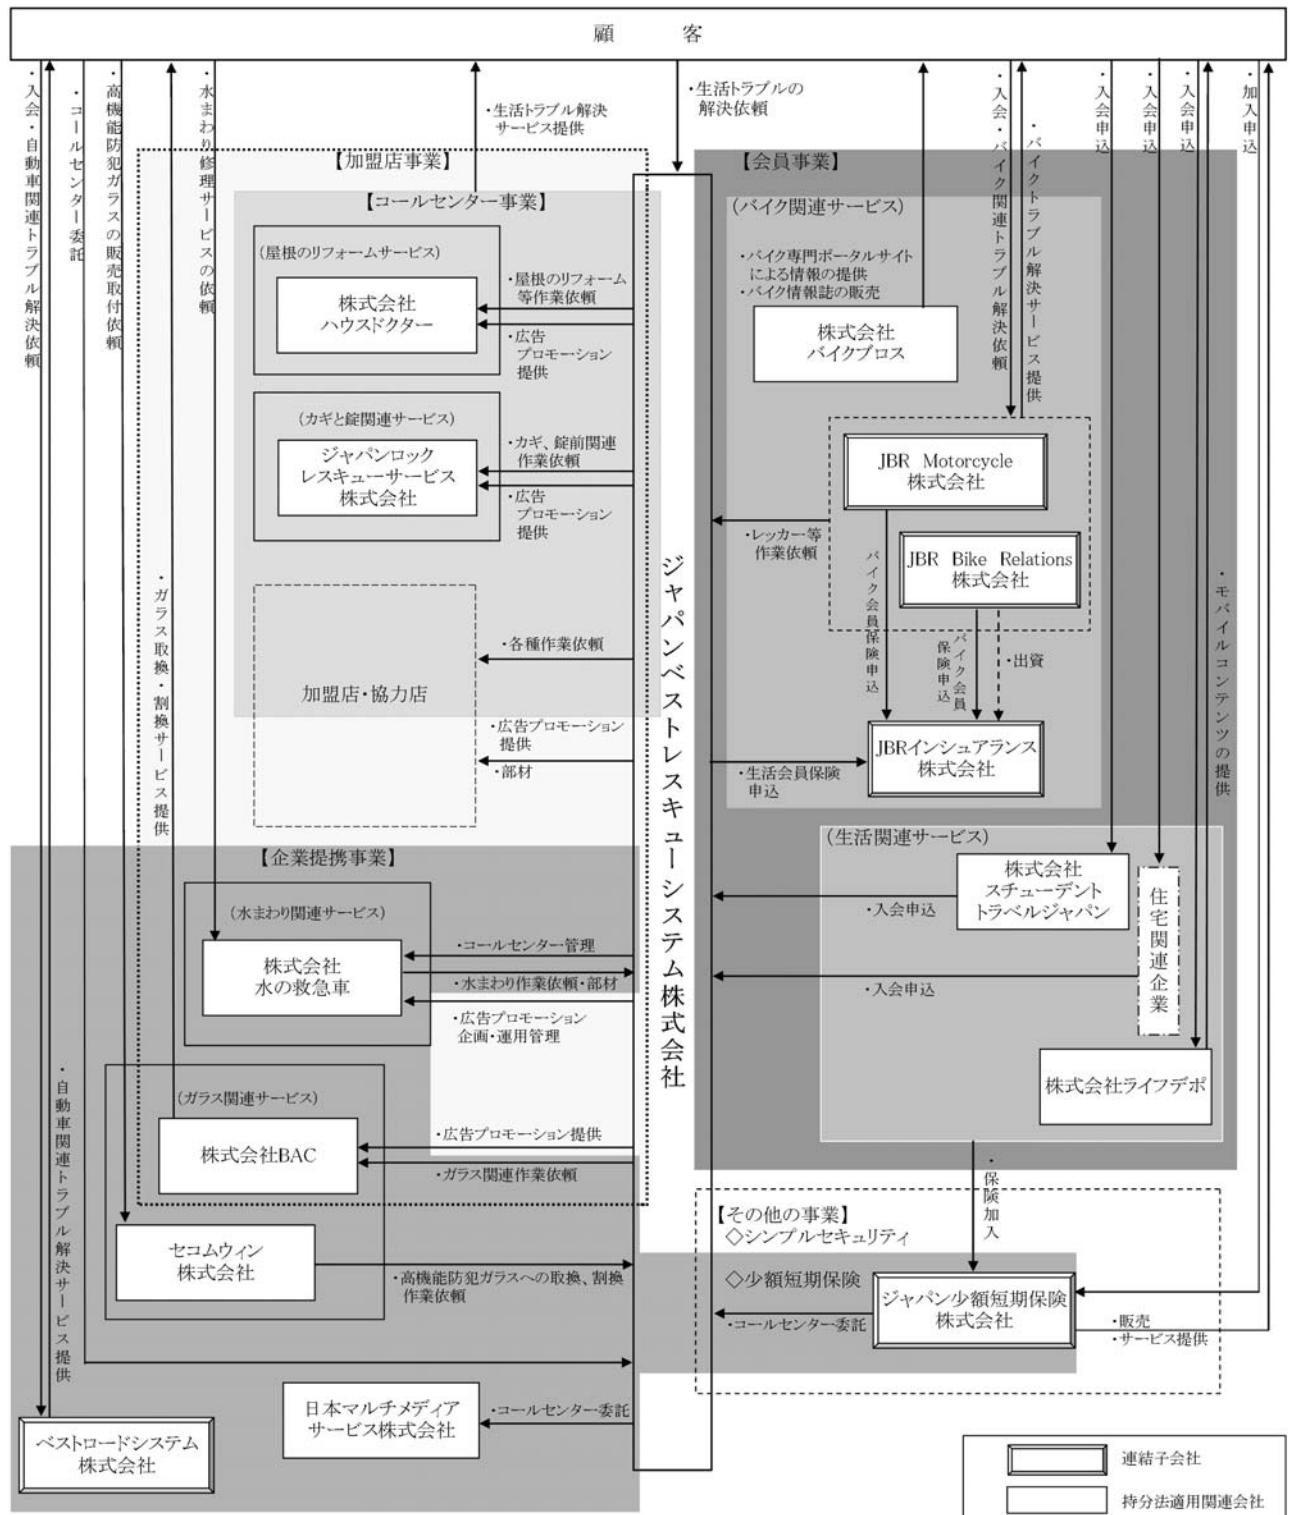 顧 客
・入会・自動車関連トラブル解決依頼
・コールセンター委託
・高機能防犯ガラスの販売取付依頼
・水まわり修理サービスの依頼
・生活トラブル解決
サービス提供
・生活トラブルの
解決依頼
・入会・バイク関連トラブル解決依頼
・バイクトラブル解決サービス提供
・入会申込
・入会申込
・入会申込
・加入申込
【加盟店事業】
【コールセンター事業】
(屋根のリフォームサービス)
株式会社
ハウスドクター
・屋根のリフォーム
等作業依頼
・広告
プロモーション
提供
(カギと錠関連サービス)
ジャパンロック
レスキューサービス
株式会社
・カギ、錠前関連
作業依頼
・広告
プロモーション
提供
加盟店・協力店
・各種作業依頼
・広告プロモーション
提供
・部材
・ガラス取換・割換サービス提供
ジャパンベストレスキューシステム株式会社
【会員事業】
(バイク関連サービス)
・バイク専門ポータルサイト
による情報の提供
・バイク情報誌の販売
株式会社
バイクブロス
JBR Motorcycle
株式会社
JBR Bike Relations
株式会社
・レッカー等
作業依頼
バイク会員保険申込
バイク会員
保険申込
・出資
JBRインシュアランス
株式会社
・生活会員保険
申込
・モバイルコンテンツの提供
(生活関連サービス)
株式会社
スチューデント
トラベルジャパン
・入会申込
住宅関連企業
・入会申込
株式会社ライフデポ
・保険加入
【企業提携事業】
(水まわり関連サービス)
株式会社
水の救急車
・コールセンター管理
・水まわり作業依頼・部材
・広告プロモーション
企画・運用管理
(ガラス関連サービス)
株式会社BAC
・広告プロモーション提供
・ガラス関連作業依頼
セコムウィン
株式会社
・高機能防犯ガラスへの取換、割換
作業依頼
・自動車関連トラブル解決サービス提供
日本マルチメディア
サービス株式会社
・コールセンター委託
ベストロードシステム
株式会社
【その他の事業】
◇シンプルセキュリティ
◇少額短期保険
ジャパン少額短期保険
株式会社
・コールセンター委託
・販売
・サービス提供
連結子会社
持分法適用関連会社